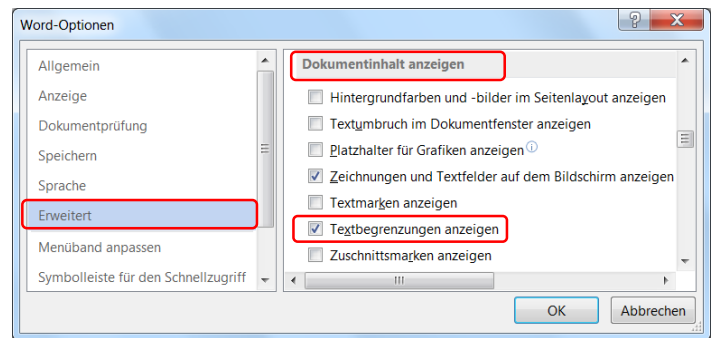 Word-Optionen
Allgemein
Anzeige
Dokumentprüfung
Speichern
Sprache
Erweitert
Menüband anpassen
Symbolleiste für den Schnellzugriff
Dokumentinhalt anzeigen
Hintergrundfarben und -bilder im Seitenlayout anzeigen
Textumbruch im Dokumentfenster anzeigen
Platzhalter für Grafiken anzeigen
Zeichnungen und Textfelder auf dem Bildschirm anzeigen
Textmarken anzeigen
Textbegrenzungen anzeigen
Zuschnittsmarken anzeigen
OK
Abbrechen